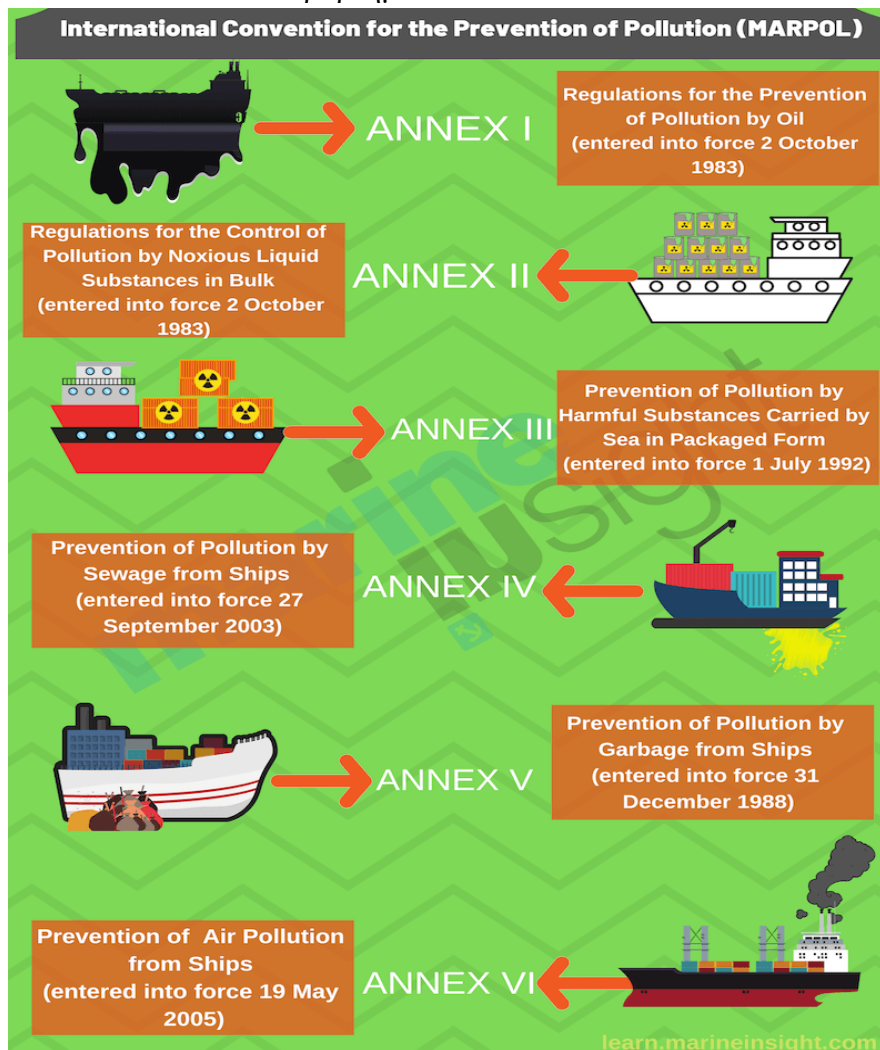 International Convention for the Prevention of Pollution (MARPOL)
ANNEX I
Regulations for the Prevention
of Pollution by Oil
(entered into force 2 October
1983)
Regulations for the Control of
Pollution by Noxious Liquid
Substances in Bulk
(entered into force 2 October
1983)
ANNEX II
ANNEX III
Prevention of Pollution by
Harmful Substances Carried by
Sea in Packaged Form
(entered into force 1 July 1992)
Prevention of Pollution by
Sewage from Ships
(entered into force 27
September 2003)
ANNEX IV
ANNEX V
Prevention of Pollution by
Garbage from Ships
(entered into force 31
December 1988)
Prevention of Air Pollution
from Ships
(entered into force 19 May
2005)
ANNEX VI
marine
insight
learn.marineinsight.com